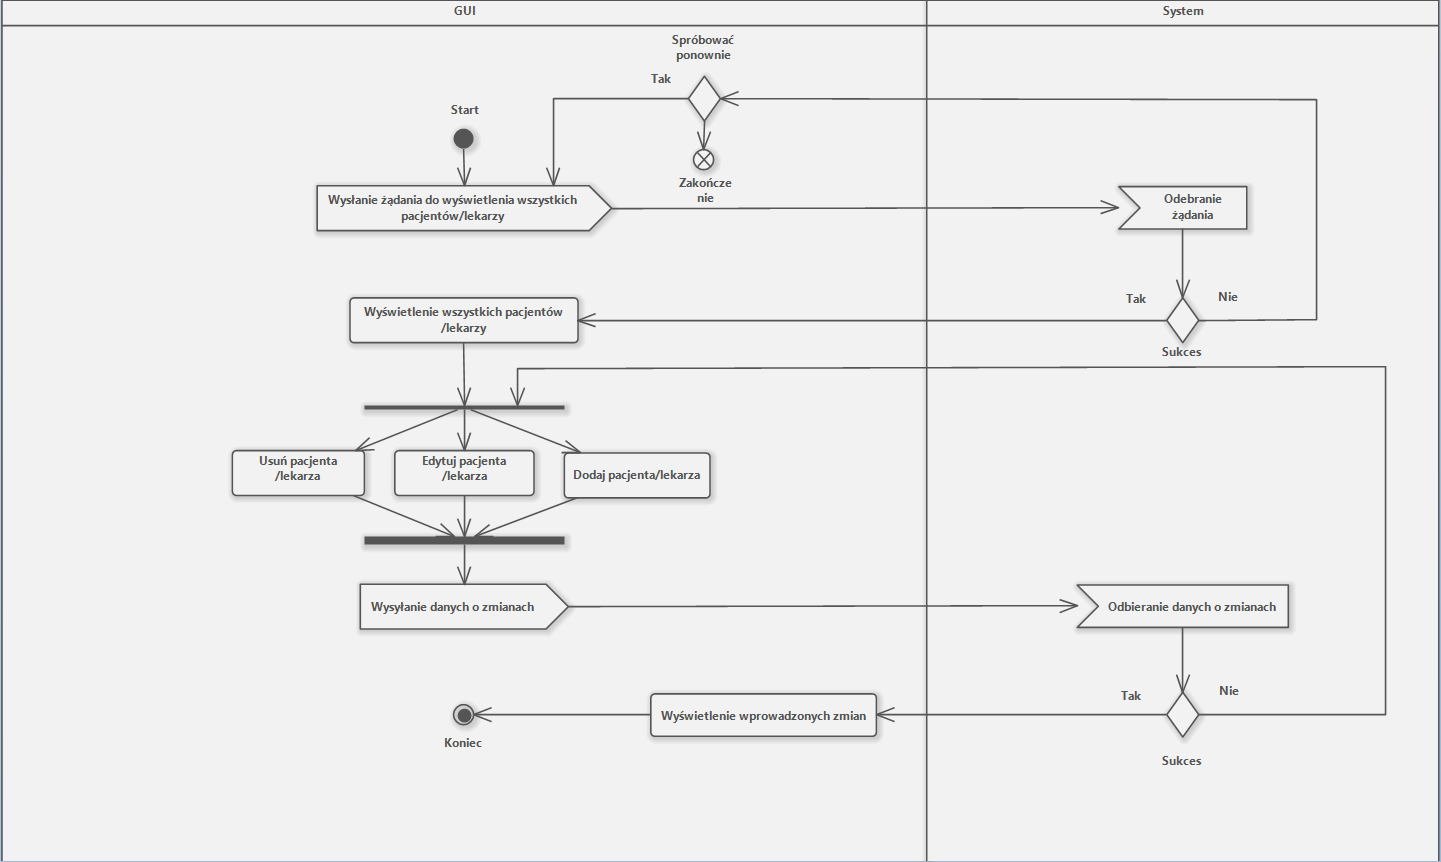 GUI
System
Spróbować
ponownie
Tak
Start
Zakończe
nie
Wysłanie żądania do wyświetlenia wszystkich
pacjentów/lekarzy
Odebranie
żądania
Tak
Nie
Sukces
Wyświetlenie wszystkich pacjentów
/lekarzy
Usuń pacjenta
/lekarza
Edytuj pacjenta
/lekarza
Dodaj pacjenta/lekarza
Wysyłanie danych o zmianach
Odbieranie danych o zmianach
Tak
Nie
Sukces
Wyświetlenie wprowadzonych zmian
Koniec